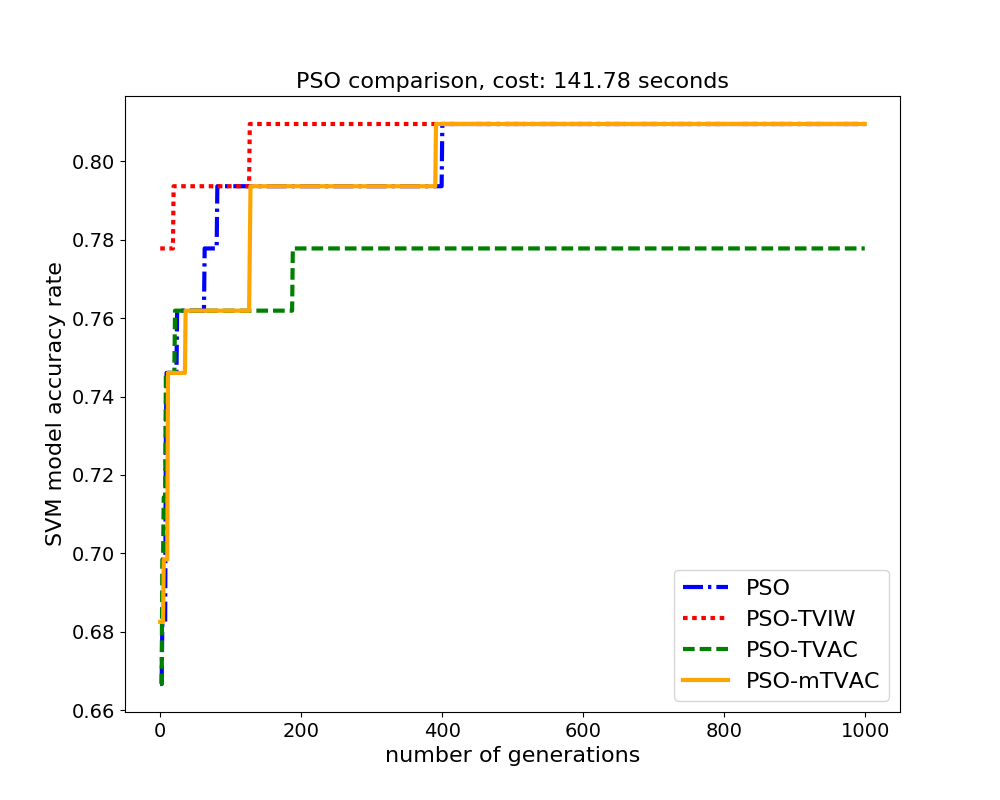 PSO comparison, cost: 141.78 seconds
SVM model accuracy rate
0.80
0.78
0.76
0.74
0.72
0.70
0.68
0.66
0
200
400
600
800
1000
number of generations
PSO
PSO-TVIW
PSO-TVAC
PSO-mTVAC